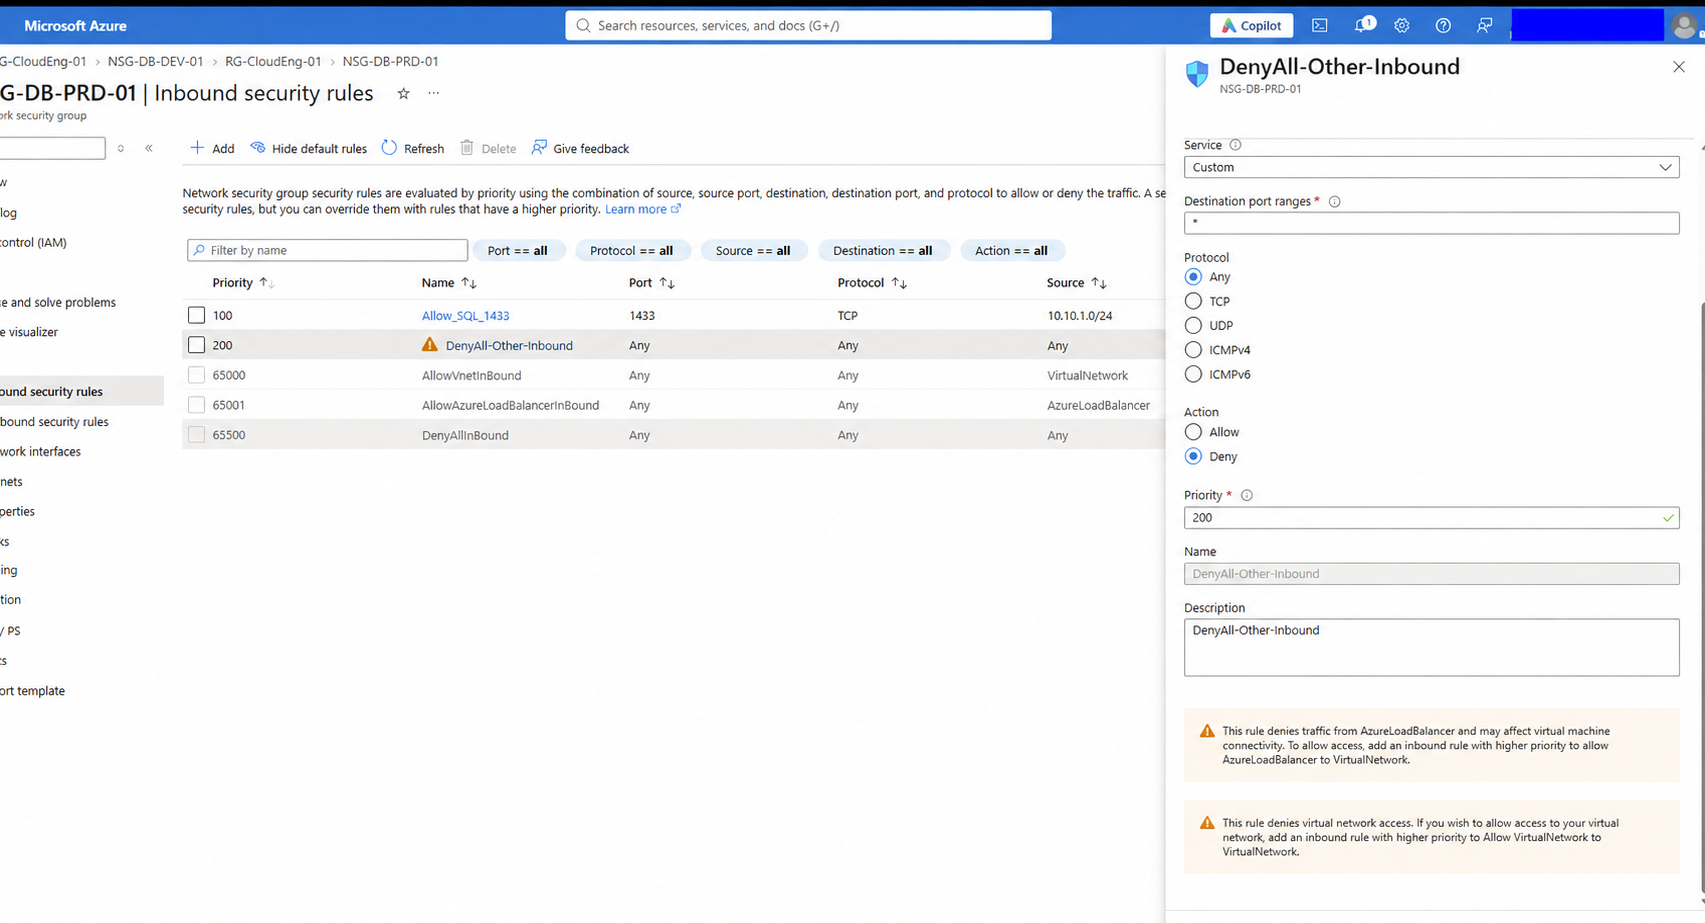 Microsoft Azure
Search resources, services, and docs (G+/)
Copilot
1
G-CloudEng-01 > NSG-DB-DEV-01 > RG-CloudEng-01 > NSG-DB-PRD-01
G-DB-PRD-01 | Inbound security rules
ork security group
Add
Hide default rules
Refresh
Delete
Give feedback
Network security group security rules are evaluated by priority using the combination of source, source port, destination, destination port, and protocol to allow or deny the traffic. A se
security rules, but you can override them with rules that have a higher priority. Learn more
Filter by name
Port == all
Protocol == all
Source == all
Destination == all
Action == all
Priority Name Port Protocol Source
100 Allow_SQL_1433 1433 TCP 10.10.1.0/24
200 DenyAll-Other-Inbound Any Any Any
65000 AllowVnetInBound Any Any VirtualNetwork
65001 AllowAzureLoadBalancerInBound Any Any AzureLoadBalancer
65500 DenyAllInBound Any Any Any
w
log
control (IAM)
e and solve problems
e visualizer
ound security rules
bound security rules
work interfaces
nets
perties
ks
ing
tion
/ PS
cs
ort template
DenyAll-Other-Inbound
NSG-DB-PRD-01
Service
Custom
Destination port ranges *
*
Protocol
Any
TCP
UDP
ICMPv4
ICMPv6
Action
Allow
Deny
Priority *
200
Name
DenyAll-Other-Inbound
Description
DenyAll-Other-Inbound
This rule denies traffic from AzureLoadBalancer and may affect virtual machine
connectivity. To allow access, add an inbound rule with higher priority to allow
AzureLoadBalancer to VirtualNetwork.
This rule denies virtual network access. If you wish to allow access to your virtual
network, add an inbound rule with higher priority to Allow VirtualNetwork to
VirtualNetwork.